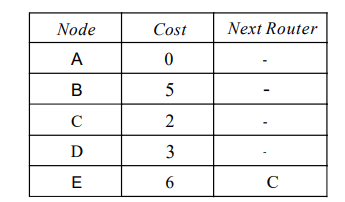 Node Cost Next Router
A 0 -
B 5 -
C 2 -
D 3 -
E 6 C